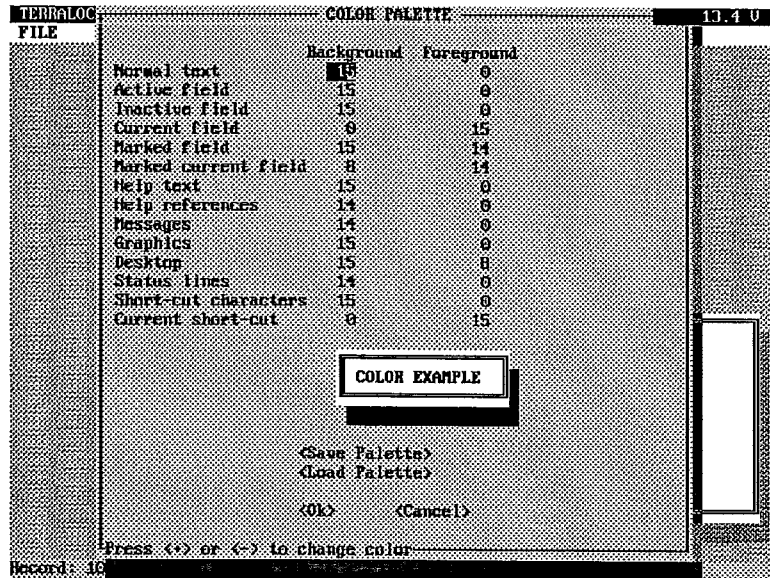 TERRALOC COLOR PALETTE 13.4 V
FILE
Background Foreground
Normal text 15 0
Active field 15 0
Inactive field 15 0
Current field 0 15
Marked field 15 14
Marked current field 8 14
Help text 15 0
Help references 14 0
Messages 14 0
Graphics 15 0
Desktop 15 8
Status lines 14 0
Short-cut characters 15 0
Current short-cut 0 15
COLOR EXAMPLE
<Save Palette>
<Load Palette>
<Ok> <Cancel>
Press <+> or <-> to change color
Record: 10